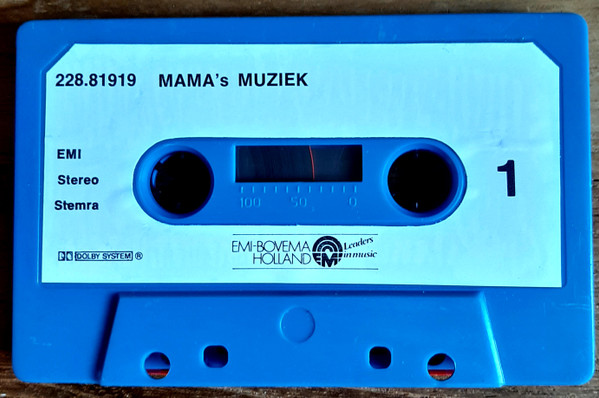 228.81919 MAMA's MUZIEK
EMI
Stereo
Stemra
1
100 50 0
EMI-BOVEMA
HOLLAND
EM
Leaders
in music
DOLBY SYSTEM ®